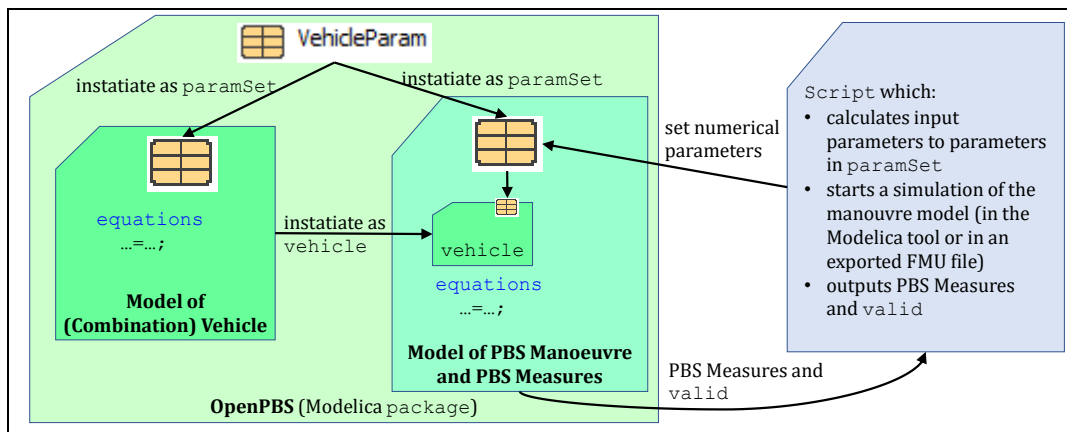 VehicleParam
instatiate as paramSet
instatiate as paramSet
equations
…=…;
Model of
(Combination) Vehicle
instatiate as
vehicle
vehicle
equations
…=…;
Model of PBS Manoeuvre
and PBS Measures
OpenPBS (Modelica package)
set numerical
parameters
PBS Measures and
valid
Script which:
• calculates input
parameters to parameters
in paramSet
• starts a simulation of the
manouvre model (in the
Modelica tool or in an
exported FMU file)
• outputs PBS Measures
and valid